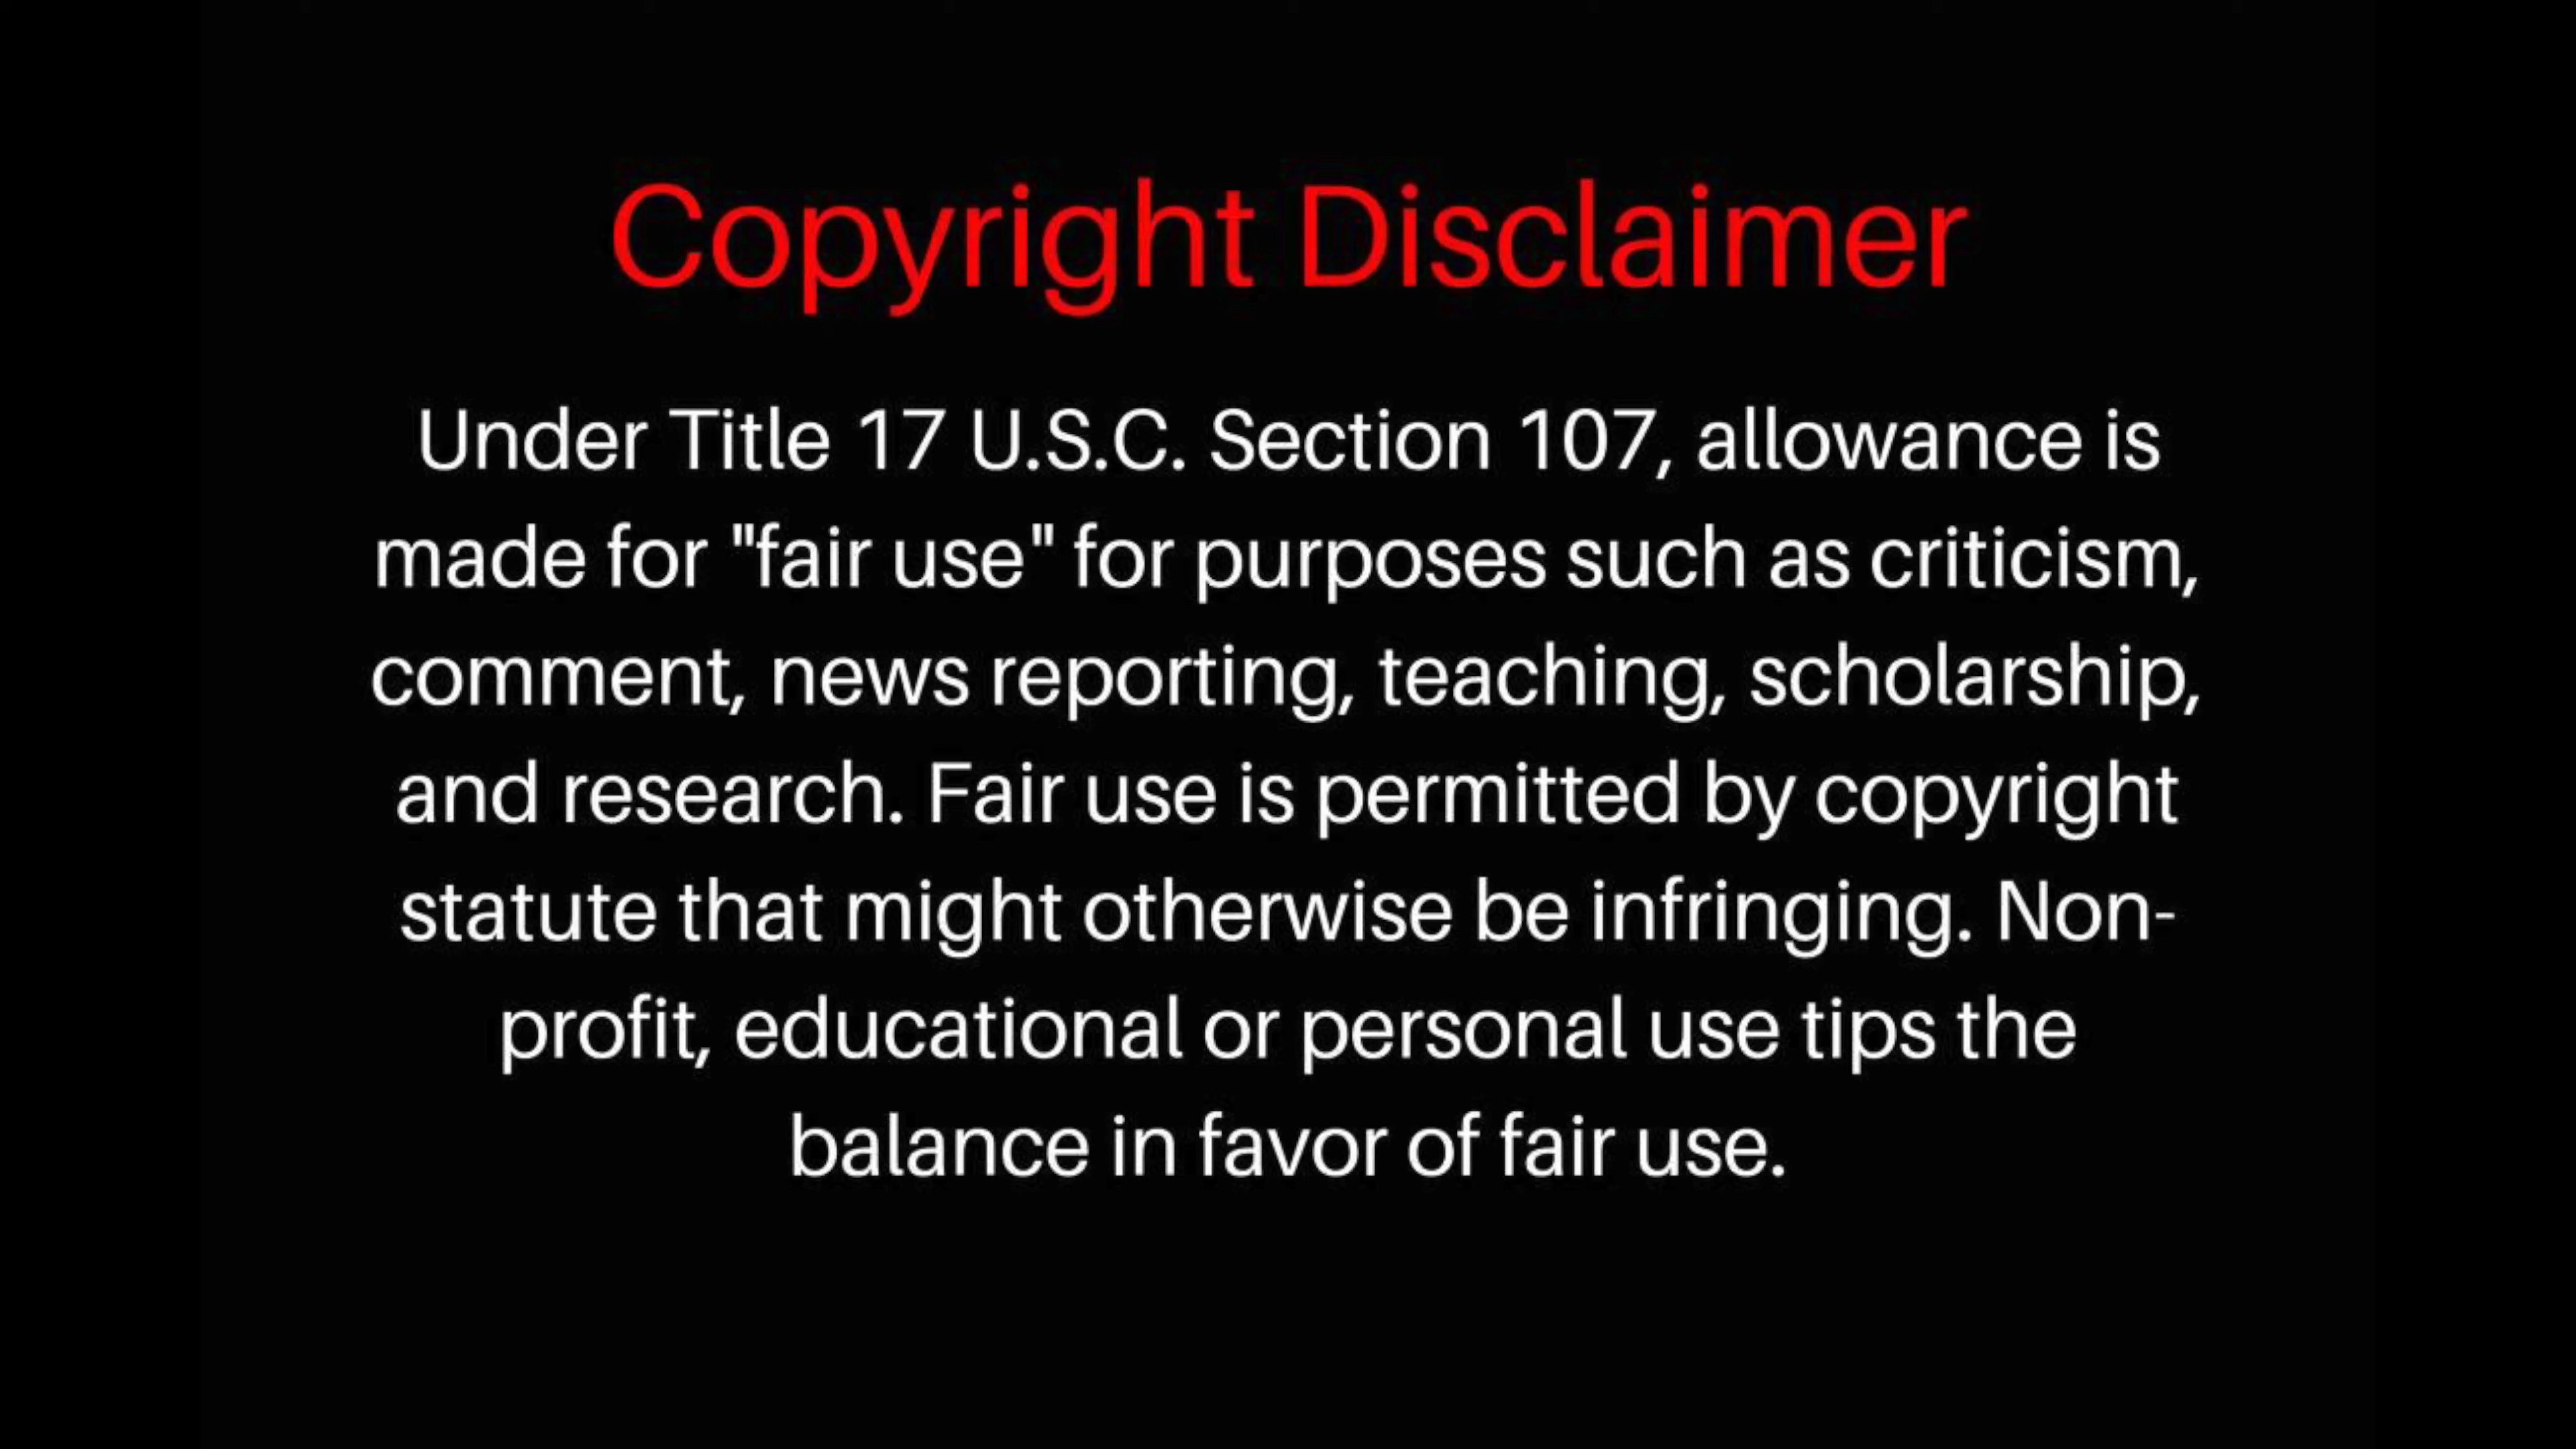 Copyright Disclaimer
Under Title 17 U.S.C. Section 107, allowance is
made for "fair use" for purposes such as criticism,
comment, news reporting, teaching, scholarship,
and research. Fair use is permitted by copyright
statute that might otherwise be infringing. Non-
profit, educational or personal use tips the
balance in favor of fair use.